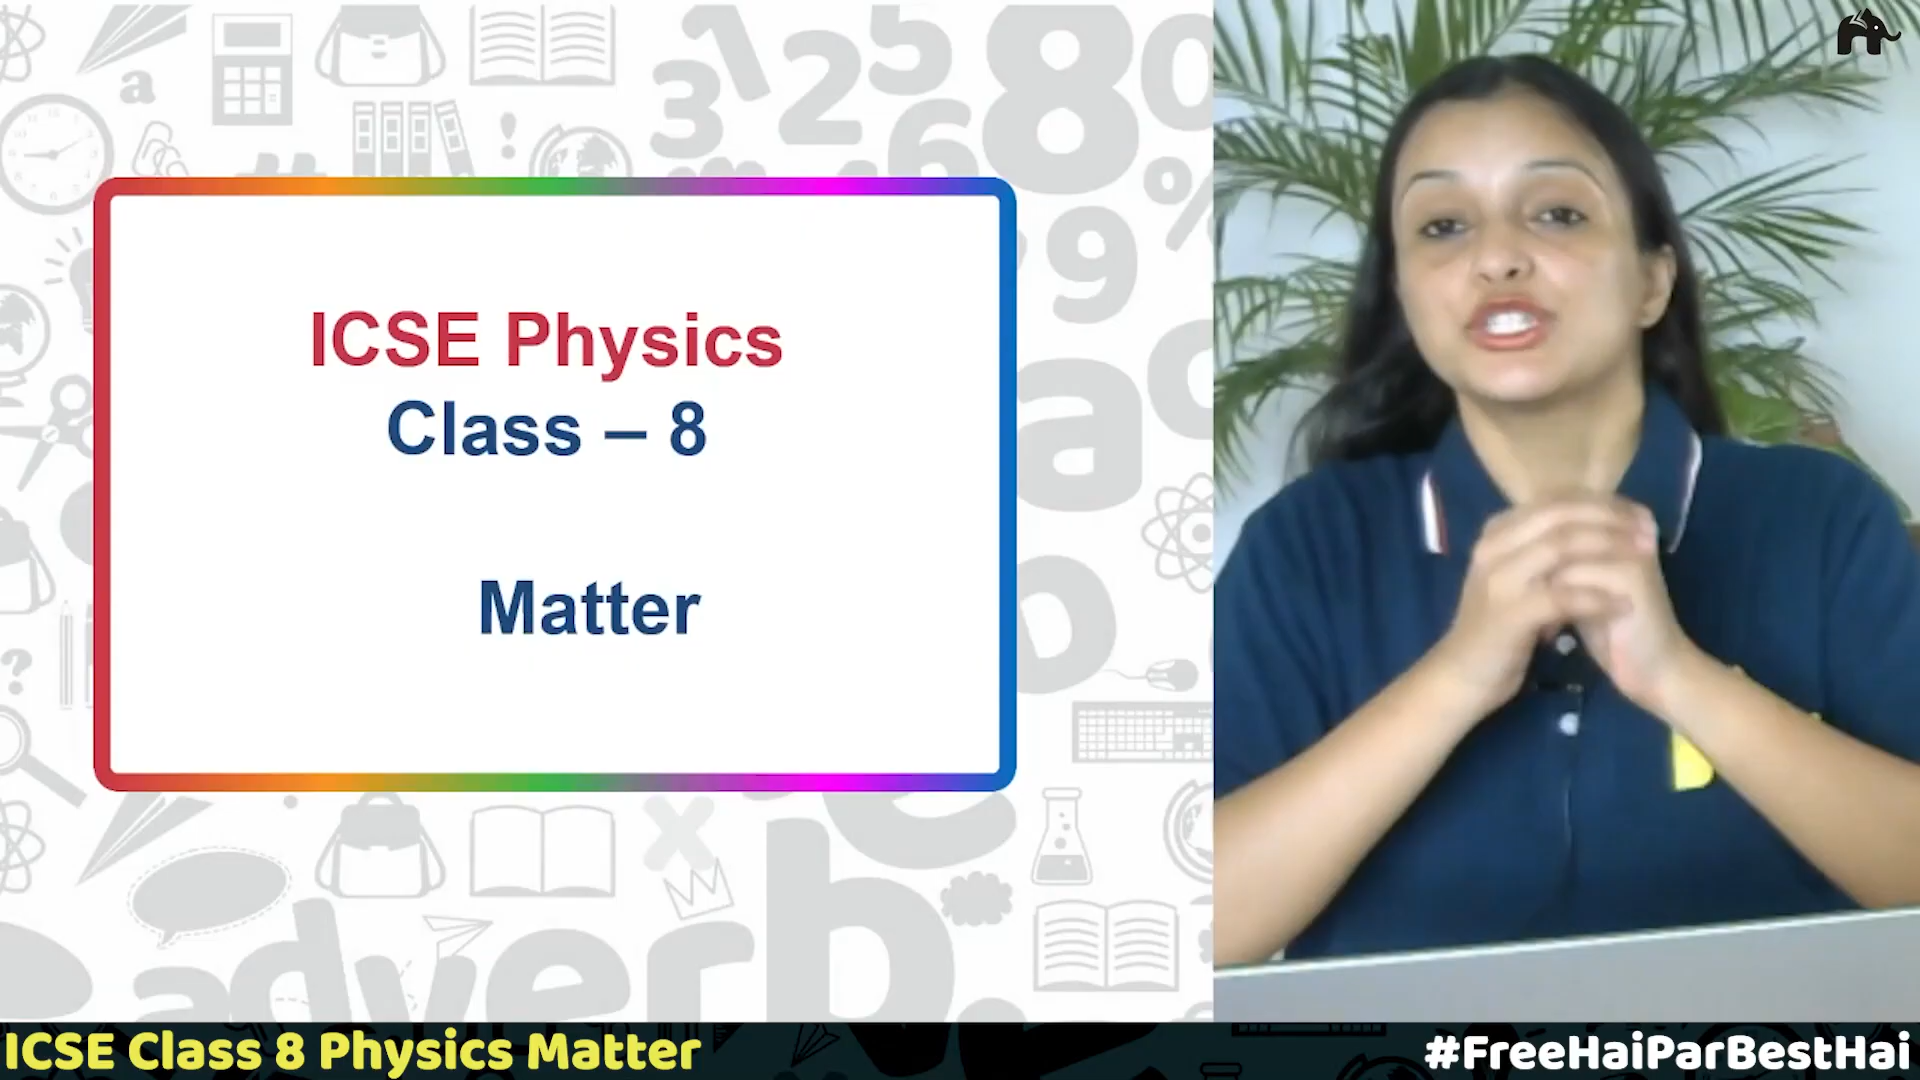 ICSE Physics
Class – 8
Matter
ICSE Class 8 Physics Matter
#FreeHaiParBestHai